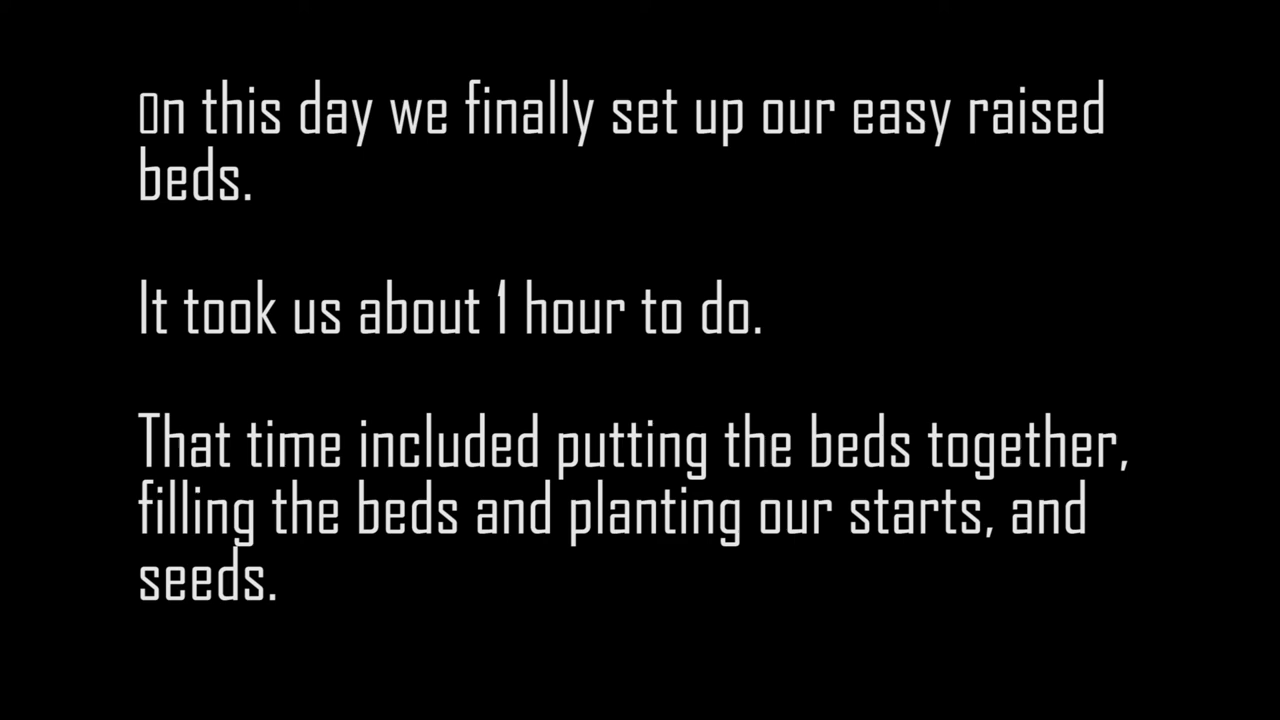 On this day we finally set up our easy raised
beds.
It took us about 1 hour to do.
That time included putting the beds together,
filling the beds and planting our starts, and
seeds.